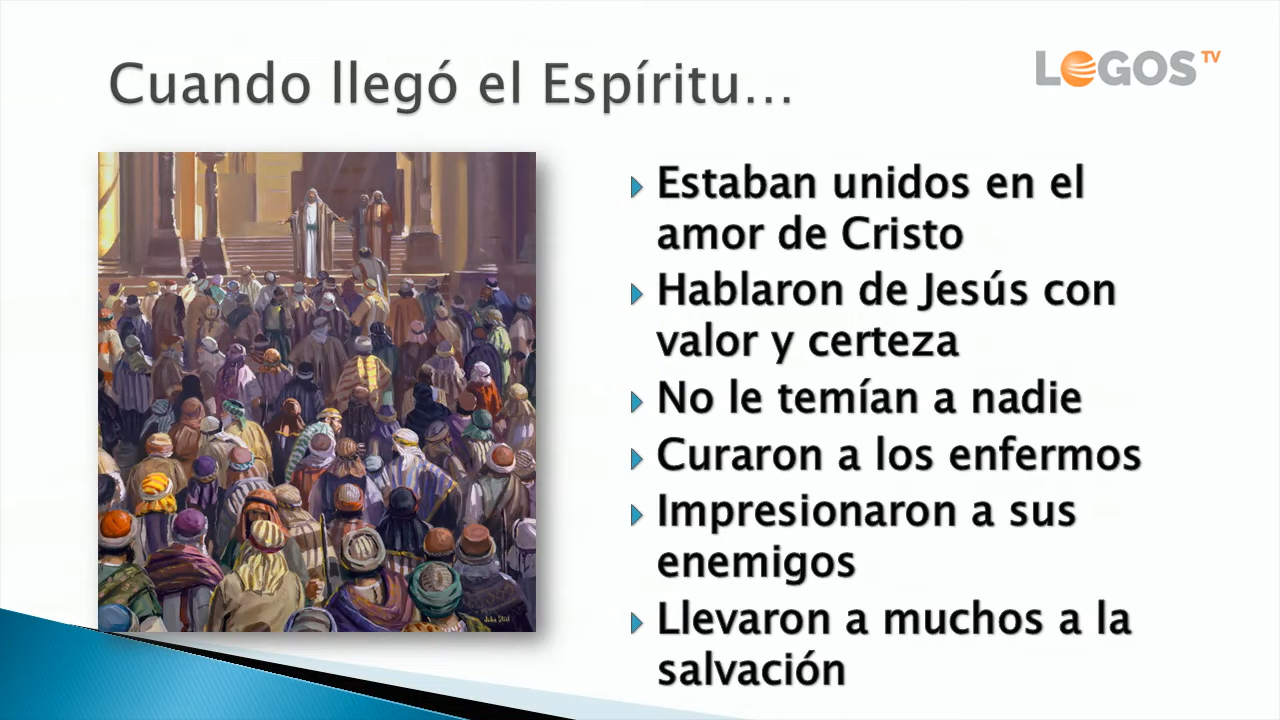 Cuando llegó el Espíritu...
LOGOS TV
Estaban unidos en el
amor de Cristo
Hablaron de Jesús con
valor y certeza
No le temían a nadie
Curaron a los enfermos
Impresionaron a sus
enemigos
Llevaron a muchos a la
salvación